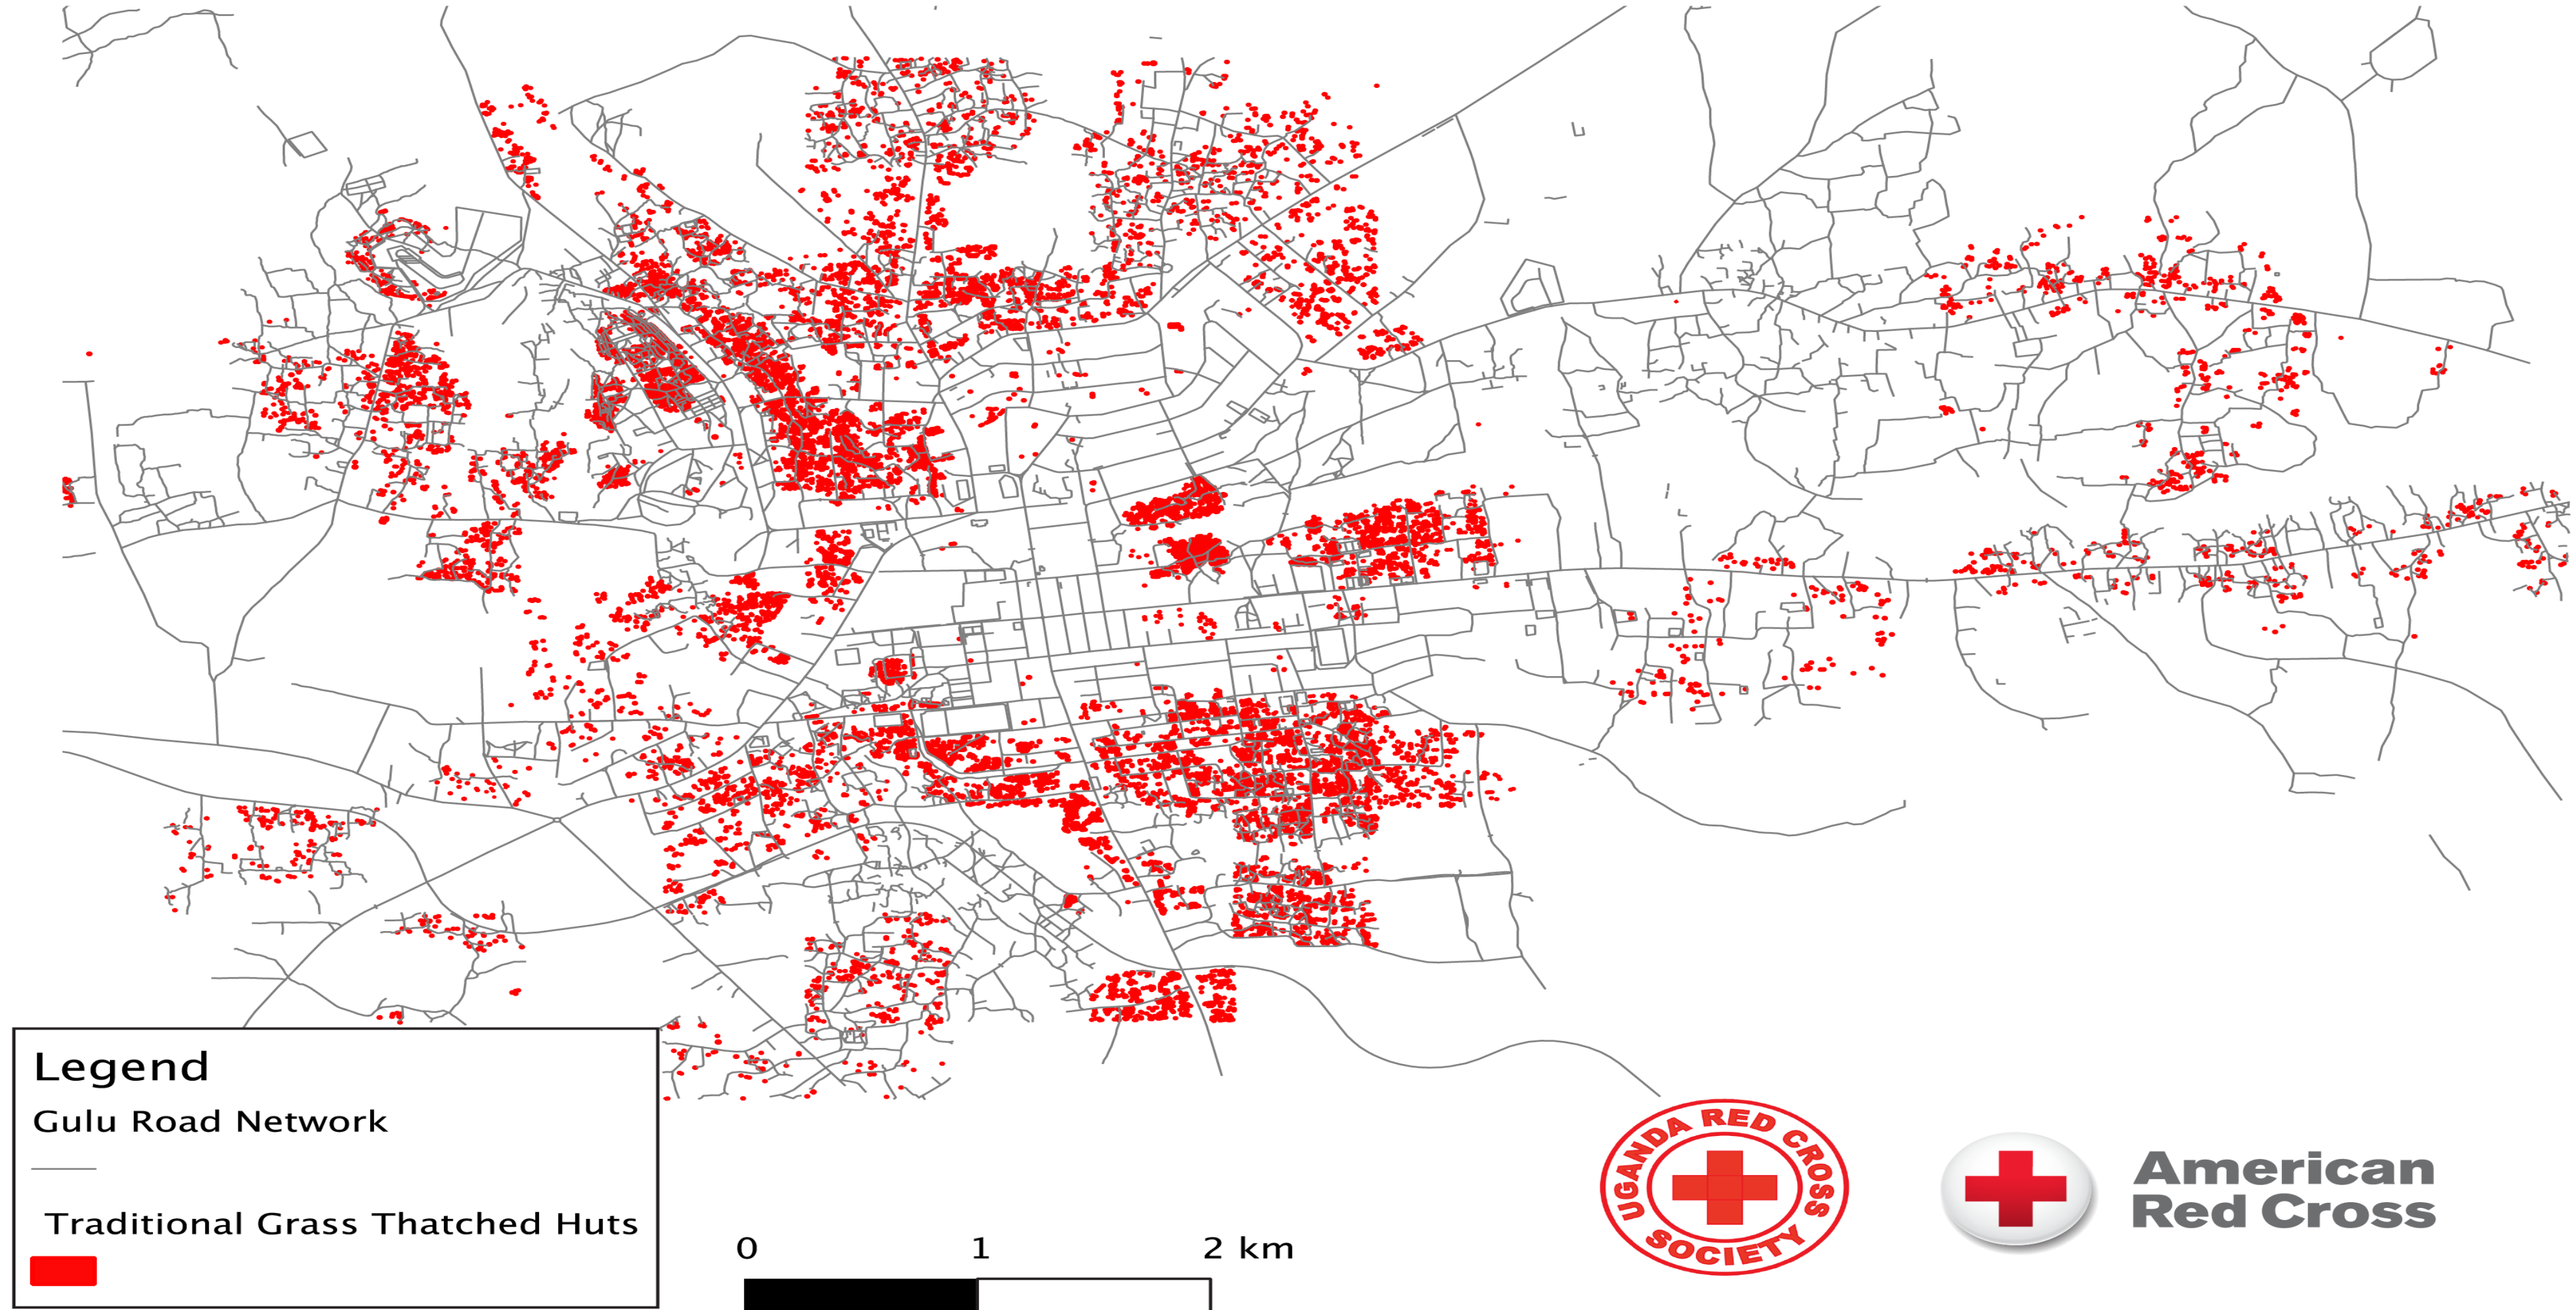 Legend
Gulu Road Network
Traditional Grass Thatched Huts
0 1 2 km
UGANDA RED CROSS
SOCIETY
American
Red Cross